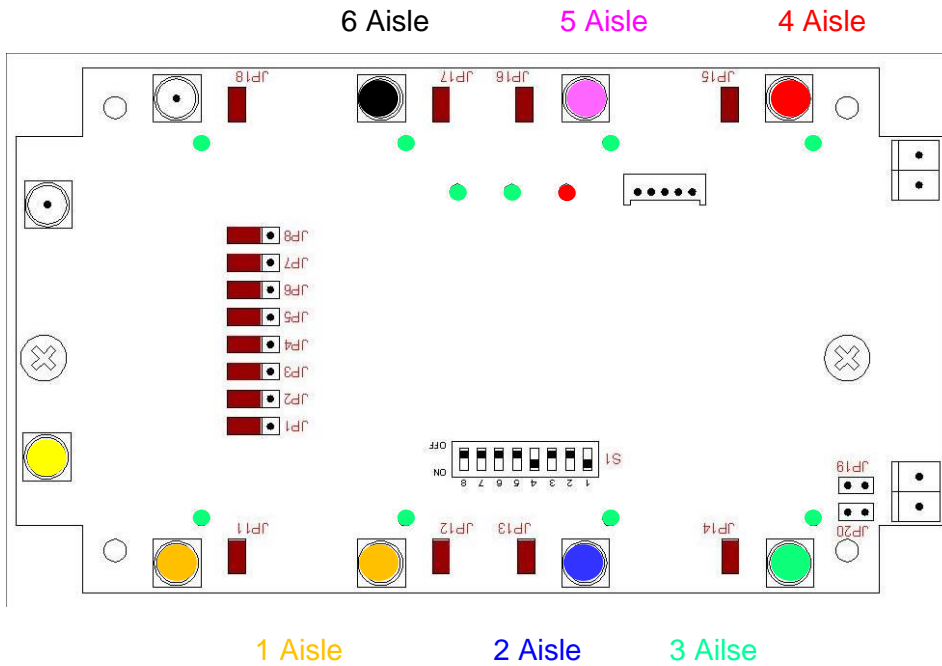 6 Aisle 5 Aisle 4 Aisle
JP18 JP17 JP16 JP15
JP8
JP7
JP6
JP5
JP4
JP3
JP2
JP1
OFF
S1
ON
8 7 6 5 4 3 2 1
JP19
JP20
JP11 JP12 JP13 JP14
1 Aisle 2 Aisle 3 Ailse